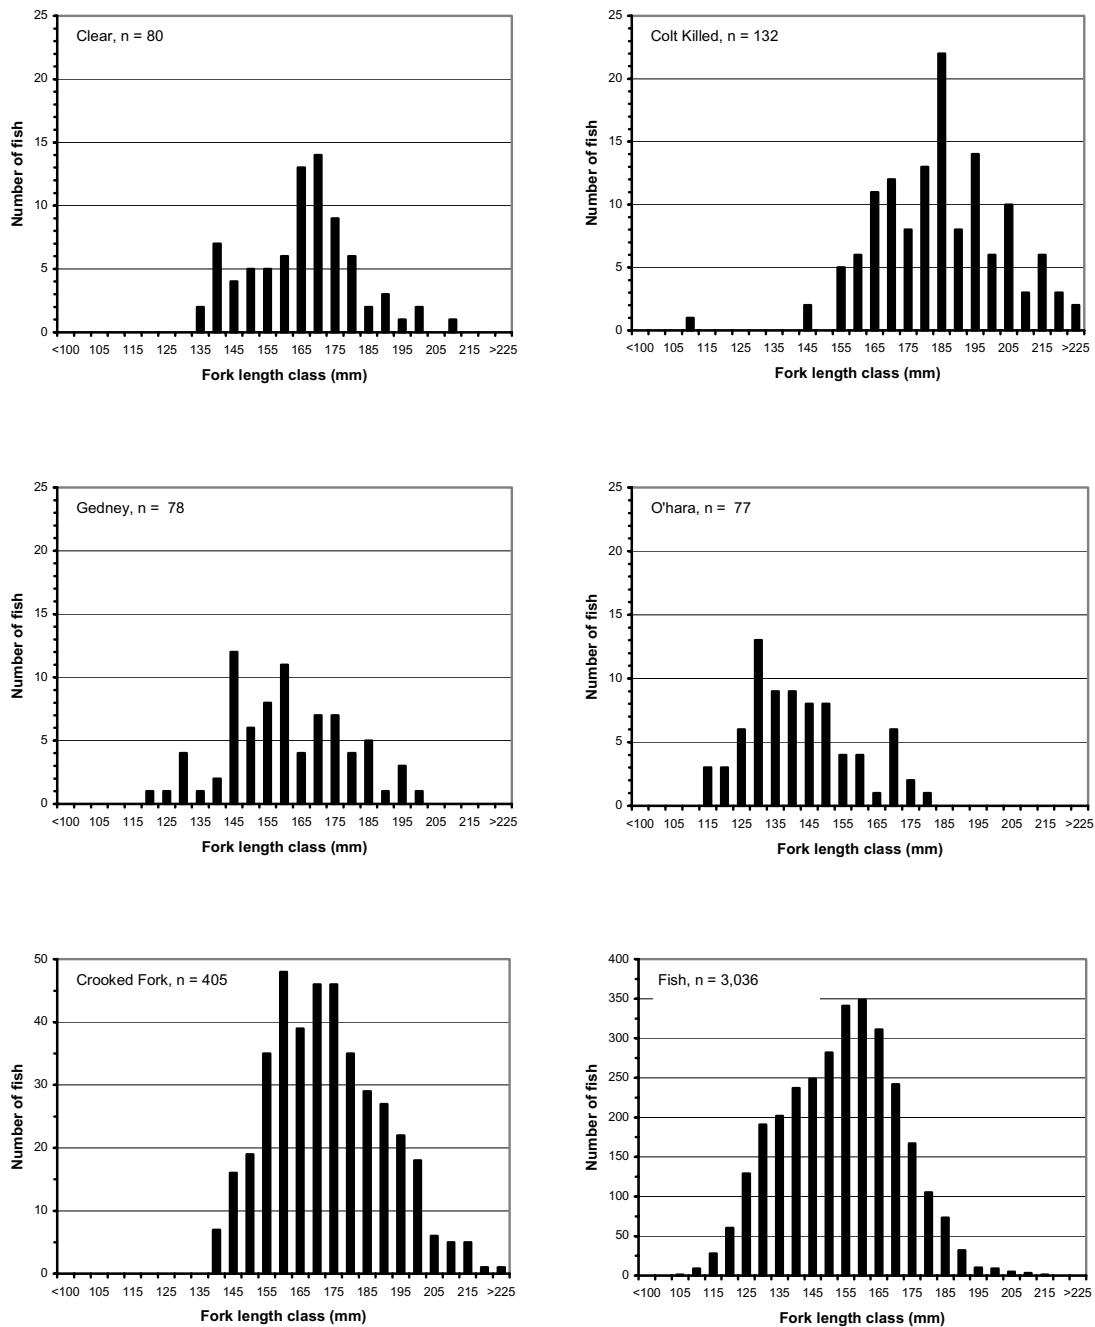 Clear, n = 80
25
20
15
10
5
0
Number of fish
<100 105 115 125 135 145 155 165 175 185 195 205 215 >225
Fork length class (mm)
Colt Killed, n = 132
25
20
15
10
5
0
Number of fish
<100 105 115 125 135 145 155 165 175 185 195 205 215 >225
Fork length class (mm)
Gedney, n = 78
25
20
15
10
5
0
Number of fish
<100 105 115 125 135 145 155 165 175 185 195 205 215 >225
Fork length class (mm)
O'hara, n = 77
25
20
15
10
5
0
Number of fish
<100 105 115 125 135 145 155 165 175 185 195 205 215 >225
Fork length class (mm)
Crooked Fork, n = 405
50
40
30
20
10
0
Number of fish
<100 105 115 125 135 145 155 165 175 185 195 205 215 >225
Fork length class (mm)
Fish, n = 3,036
400
350
300
250
200
150
100
50
0
Number of fish
<100 105 115 125 135 145 155 165 175 185 195 205 215 >225
Fork length class (mm)